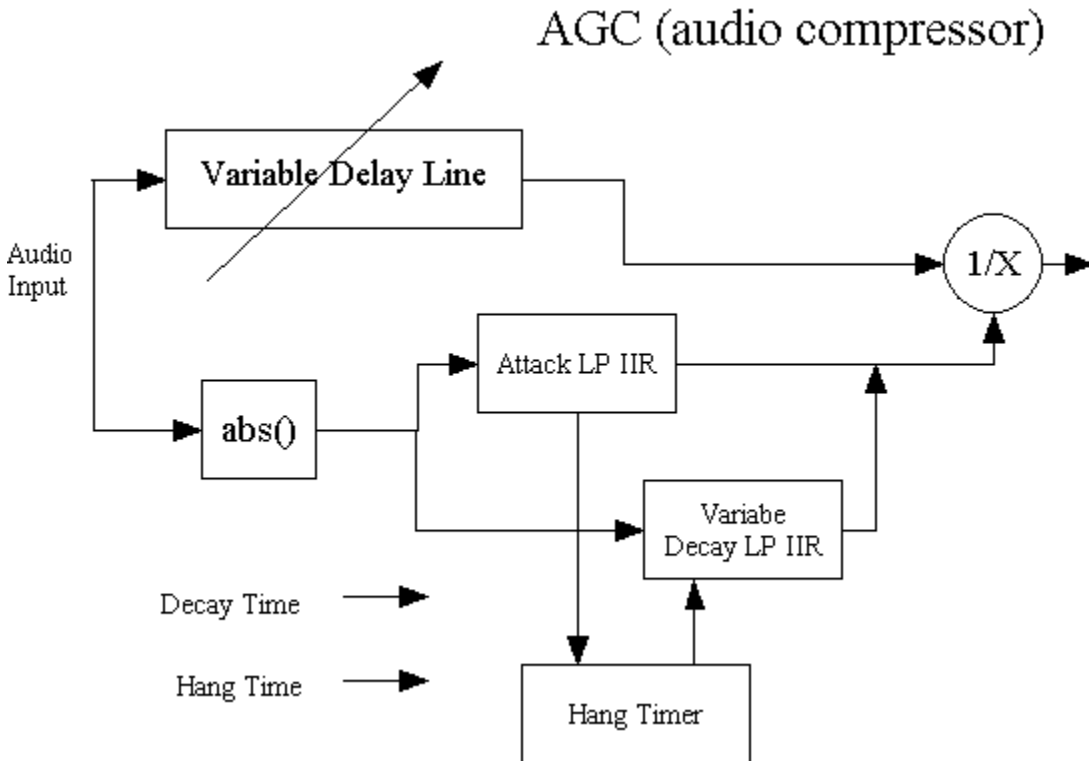 AGC (audio compressor)
Variable Delay Line
Audio
Input
1/X
Attack LP IIR
abs()
Variabe
Decay LP IIR
Decay Time
Hang Time
Hang Timer